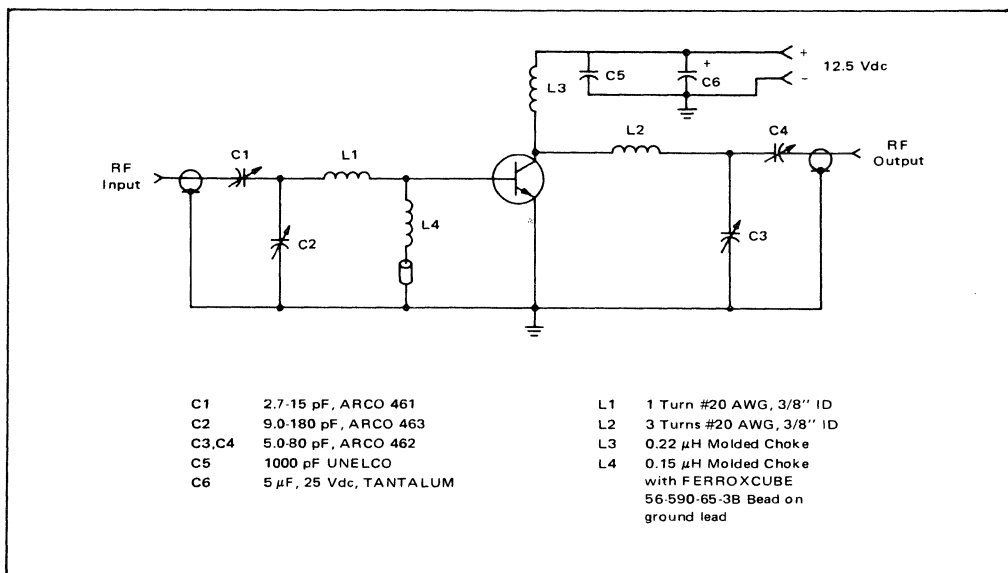 +
+
12.5 Vdc
–
C5
C6
L3
L2
C4
RF
Output
RF
Input
C1
L1
L4
C2
C3
C1 2.7-15 pF, ARCO 461
C2 9.0-180 pF, ARCO 463
C3,C4 5.0-80 pF, ARCO 462
C5 1000 pF UNELCO
C6 5 μF, 25 Vdc, TANTALUM
L1 1 Turn #20 AWG, 3/8" ID
L2 3 Turns #20 AWG, 3/8" ID
L3 0.22 μH Molded Choke
L4 0.15 μH Molded Choke
with FERROXCUBE
56-590-65-3B Bead on
ground lead